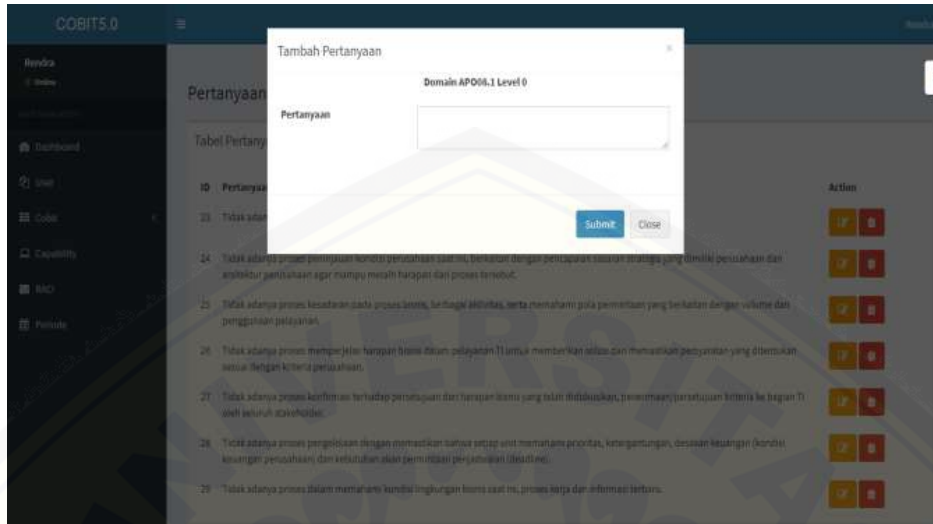 COBIT5.0
Rendra
Online
Dashboard
User
Cobit
Capability
RACI
Periode
Tambah Pertanyaan
×
Domain APO08.1 Level 0
Pertanyaan
Submit
Close
Pertanyaan
Tabel Pertany
ID Pertanyaa Action
23 Tidak adan
24 Tidak adanya proses peninjauan kondisi perusahaan saat ini, berkaitan dengan pencapaian sasaran strategi yang dimiliki perusahaan dan
arsitektur perusahaan agar mampu meraih harapan dari proses tersebut.
25 Tidak adanya proses kesadaran pada proses bisnis, berbagai aktivitas, serta memahami pola permintaan yang berkaitan dengan volume dan
penggunaan pelayanan.
26 Tidak adanya proses memperjelas harapan bisnis dalam pelayanan TI untuk memberikan solusi dan memastikan persyaratan yang ditentukan
sesuai dengan kriteria perusahaan.
27 Tidak adanya proses konfirmasi terhadap persetujuan dari harapan bisnis yang telah didiskusikan, penerimaan/persetujuan kriteria ke bagian TI
oleh seluruh stakeholder.
28 Tidak adanya proses pengelolaan dengan memastikan bahwa setiap unit memahami prioritas, ketergantungan, desakan keuangan (kondisi
keuangan perusahaan) dan kebutuhan akan permintaan penjadwalan (deadline).
29 Tidak adanya proses dalam memahami kondisi lingkungan bisnis saat ini, proses kerja dan informasi terbaru.